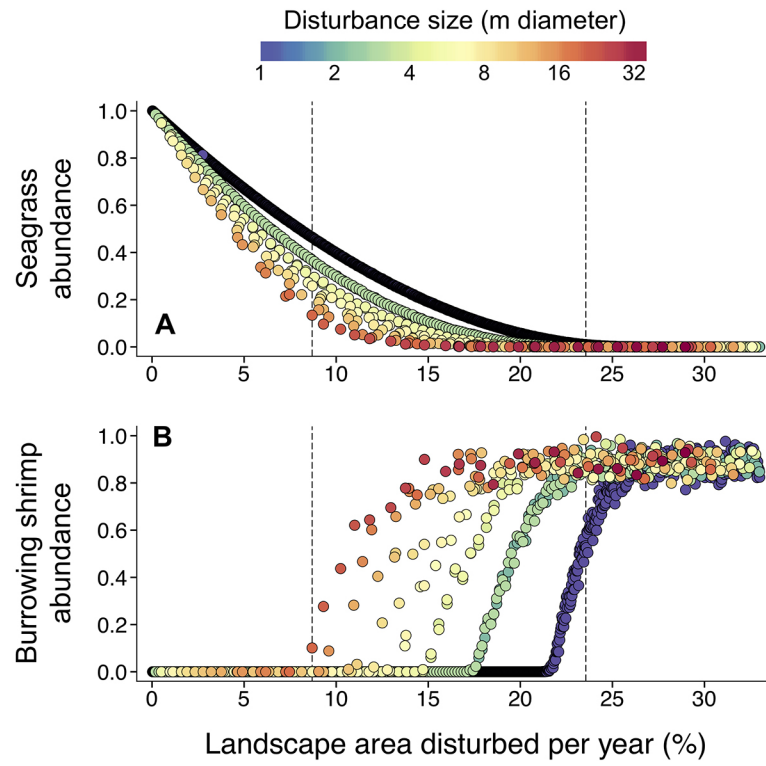 Disturbance size (m diameter)
1 2 4 8 16 32
Seagrass
abundance
1.0
0.8
0.6
0.4
0.2
0.0
A
0 5 10 15 20 25 30
Burrowing shrimp
abundance
B
1.0
0.8
0.6
0.4
0.2
0.0
0 5 10 15 20 25 30
Landscape area disturbed per year (%)